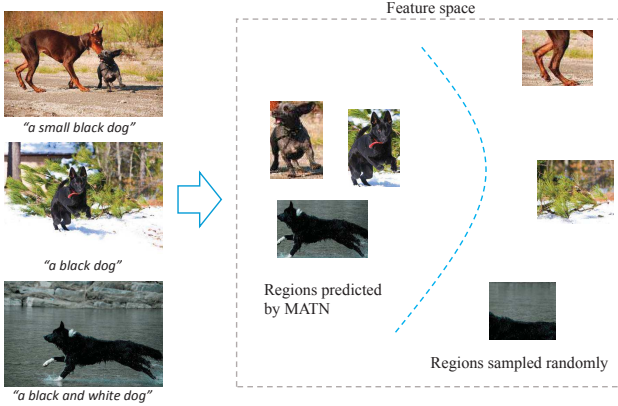 Feature space
"a small black dog"
"a black dog"
"a black and white dog"
Regions predicted
by MATN
Regions sampled randomly